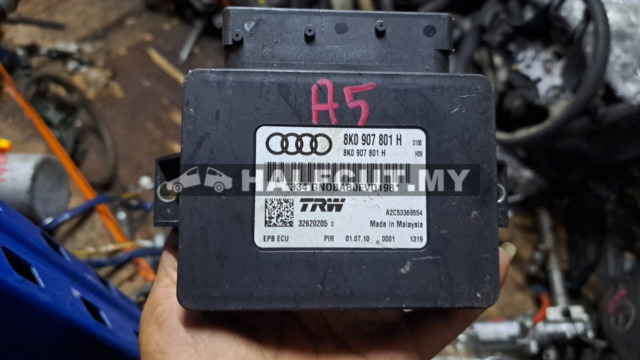 A5
8K0 907 801 H 0100
8K0 907 801 H H09
HALFCUT.MY
TRW A2C53369554
32620205 c Made in Malaysia
EPB ECU PIR 01.07.10 0001 1319